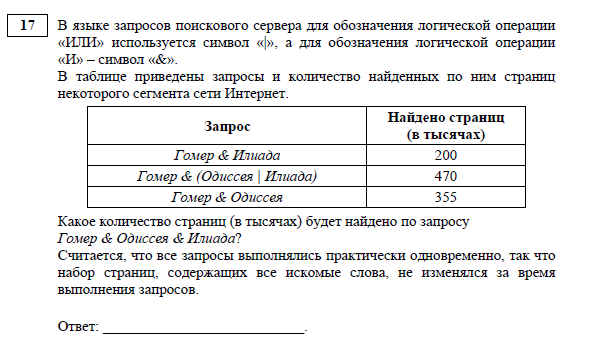 17
В языке запросов поискового сервера для обозначения логической операции
«ИЛИ» используется символ «|», а для обозначения логической операции
«И» – символ «&».
В таблице приведены запросы и количество найденных по ним страниц
некоторого сегмента сети Интернет.
Запрос
Найдено страниц
(в тысячах)
Гомер & Илиада
200
Гомер & (Одиссея | Илиада)
470
Гомер & Одиссея
355
Какое количество страниц (в тысячах) будет найдено по запросу
Гомер & Одиссея & Илиада?
Считается, что все запросы выполнялись практически одновременно, так что
набор страниц, содержащих все искомые слова, не изменялся за время
выполнения запросов.
Ответ: ___________________________.